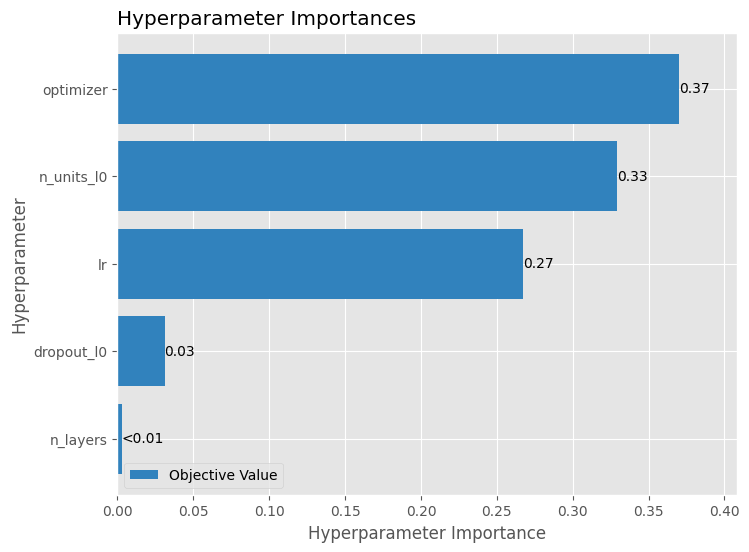 Hyperparameter Importances
optimizer
0.37
n_units_l0
0.33
lr
0.27
dropout_l0
0.03
n_layers
<0.01
Objective Value
0.00 0.05 0.10 0.15 0.20 0.25 0.30 0.35 0.40
Hyperparameter Importance
Hyperparameter